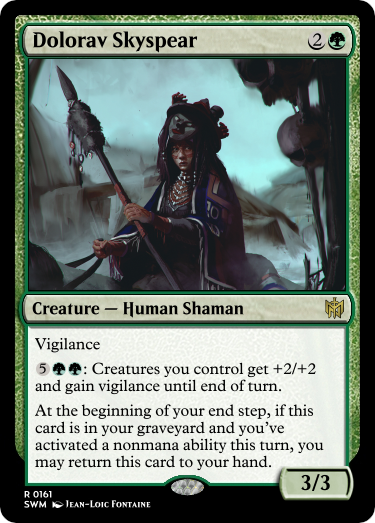 Dolorav Skyspear 2
Creature — Human Shaman
Vigilance
5: Creatures you control get +2/+2
and gain vigilance until end of turn.
At the beginning of your end step, if this
card is in your graveyard and you've
activated a nonmana ability this turn, you
may return this card to your hand.
3/3
R 0161
SWM Jean-Loic Fontaine